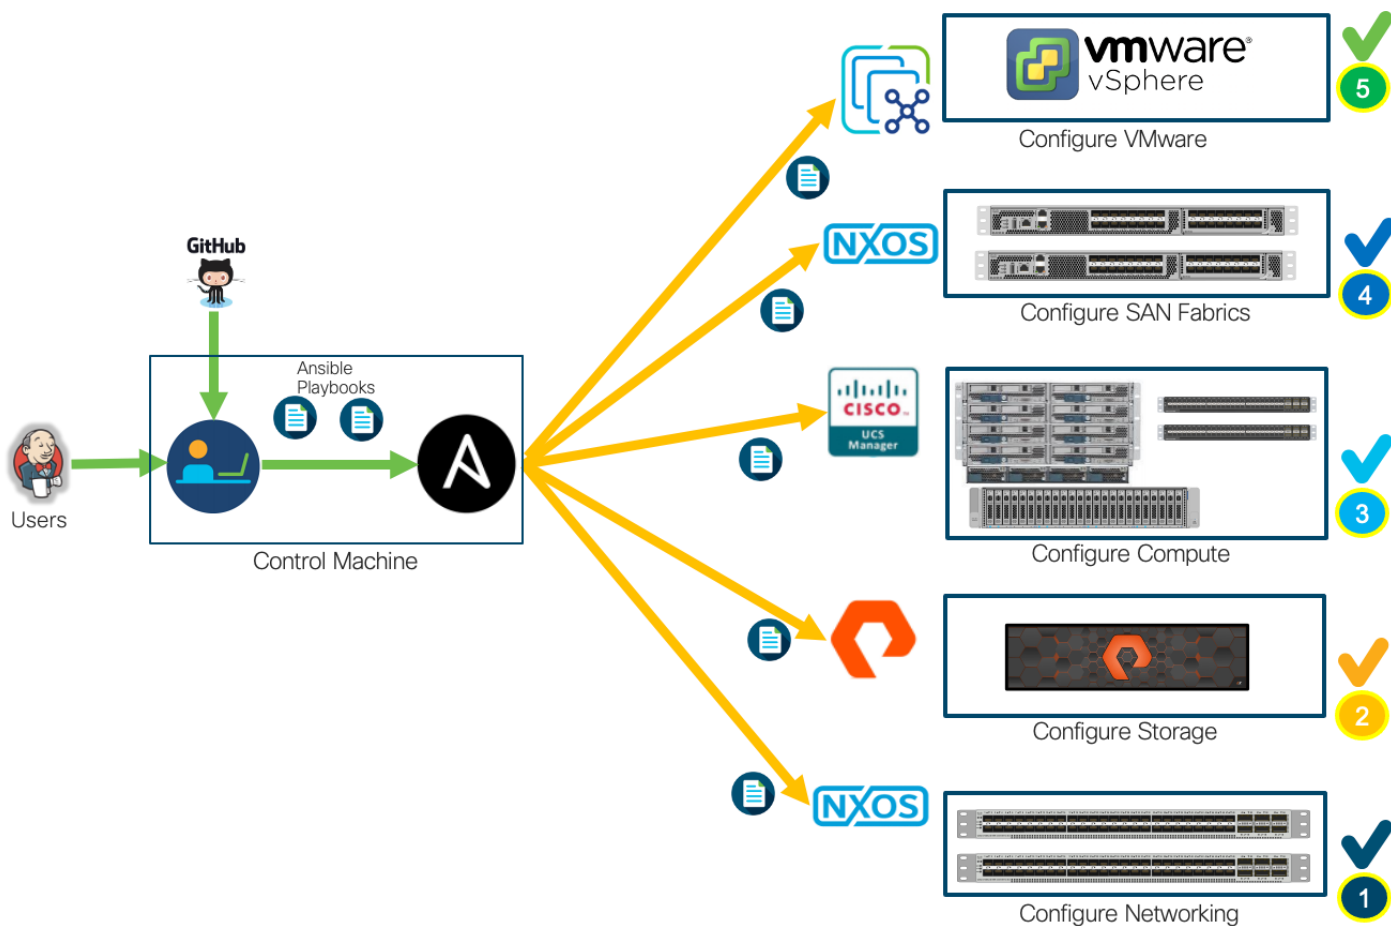 vmware®
vSphere
5
Configure VMware
NXOS
4
Configure SAN Fabrics
GitHub
Ansible
Playbooks
CISCO
UCS
Manager
3
Users
Control Machine
Configure Compute
2
Configure Storage
NXOS
1
Configure Networking